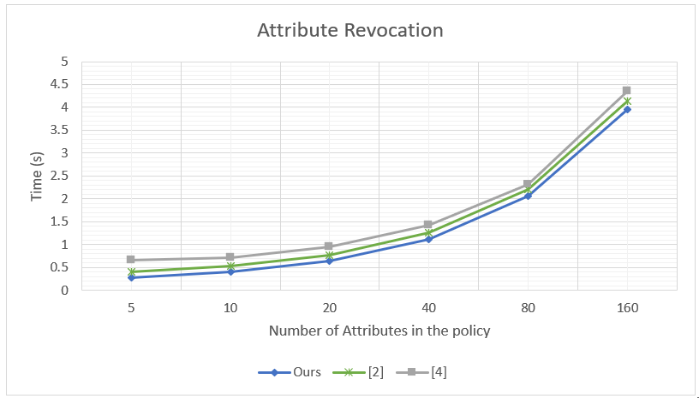 Attribute Revocation
5
4.5
4
3.5
3
2.5
2
1.5
1
0.5
0
Time (s)
5 10 20 40 80 160
Number of Attributes in the policy
Ours [2] [4]